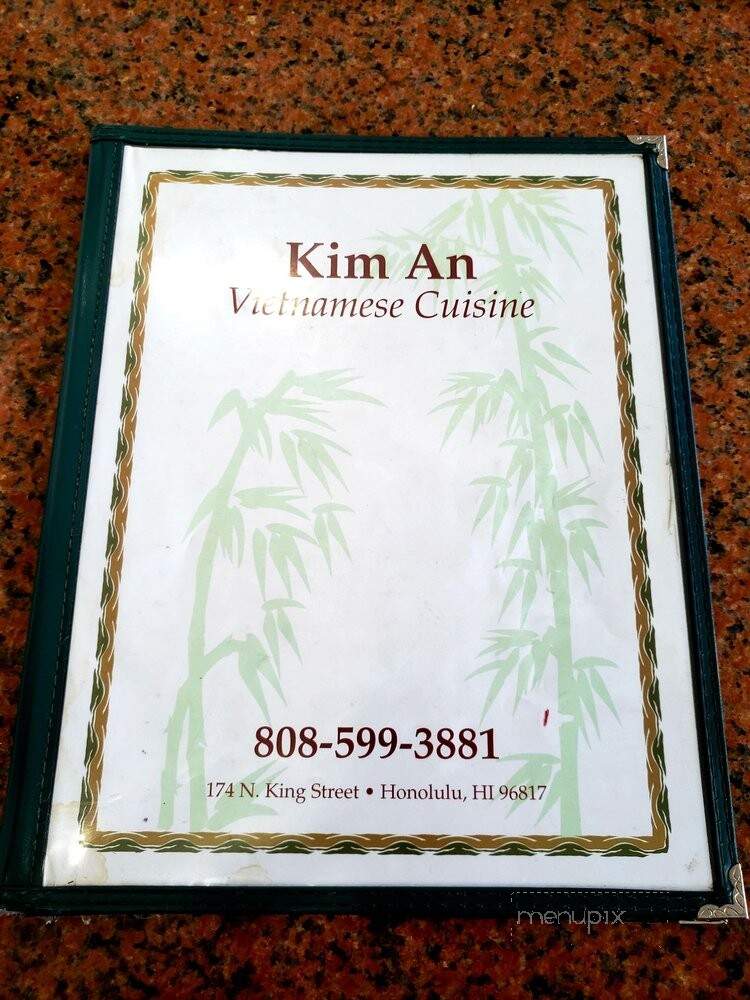 Kim An
Vietnamese Cuisine
808-599-3881
174 N. King Street • Honolulu, HI 96817
menupix